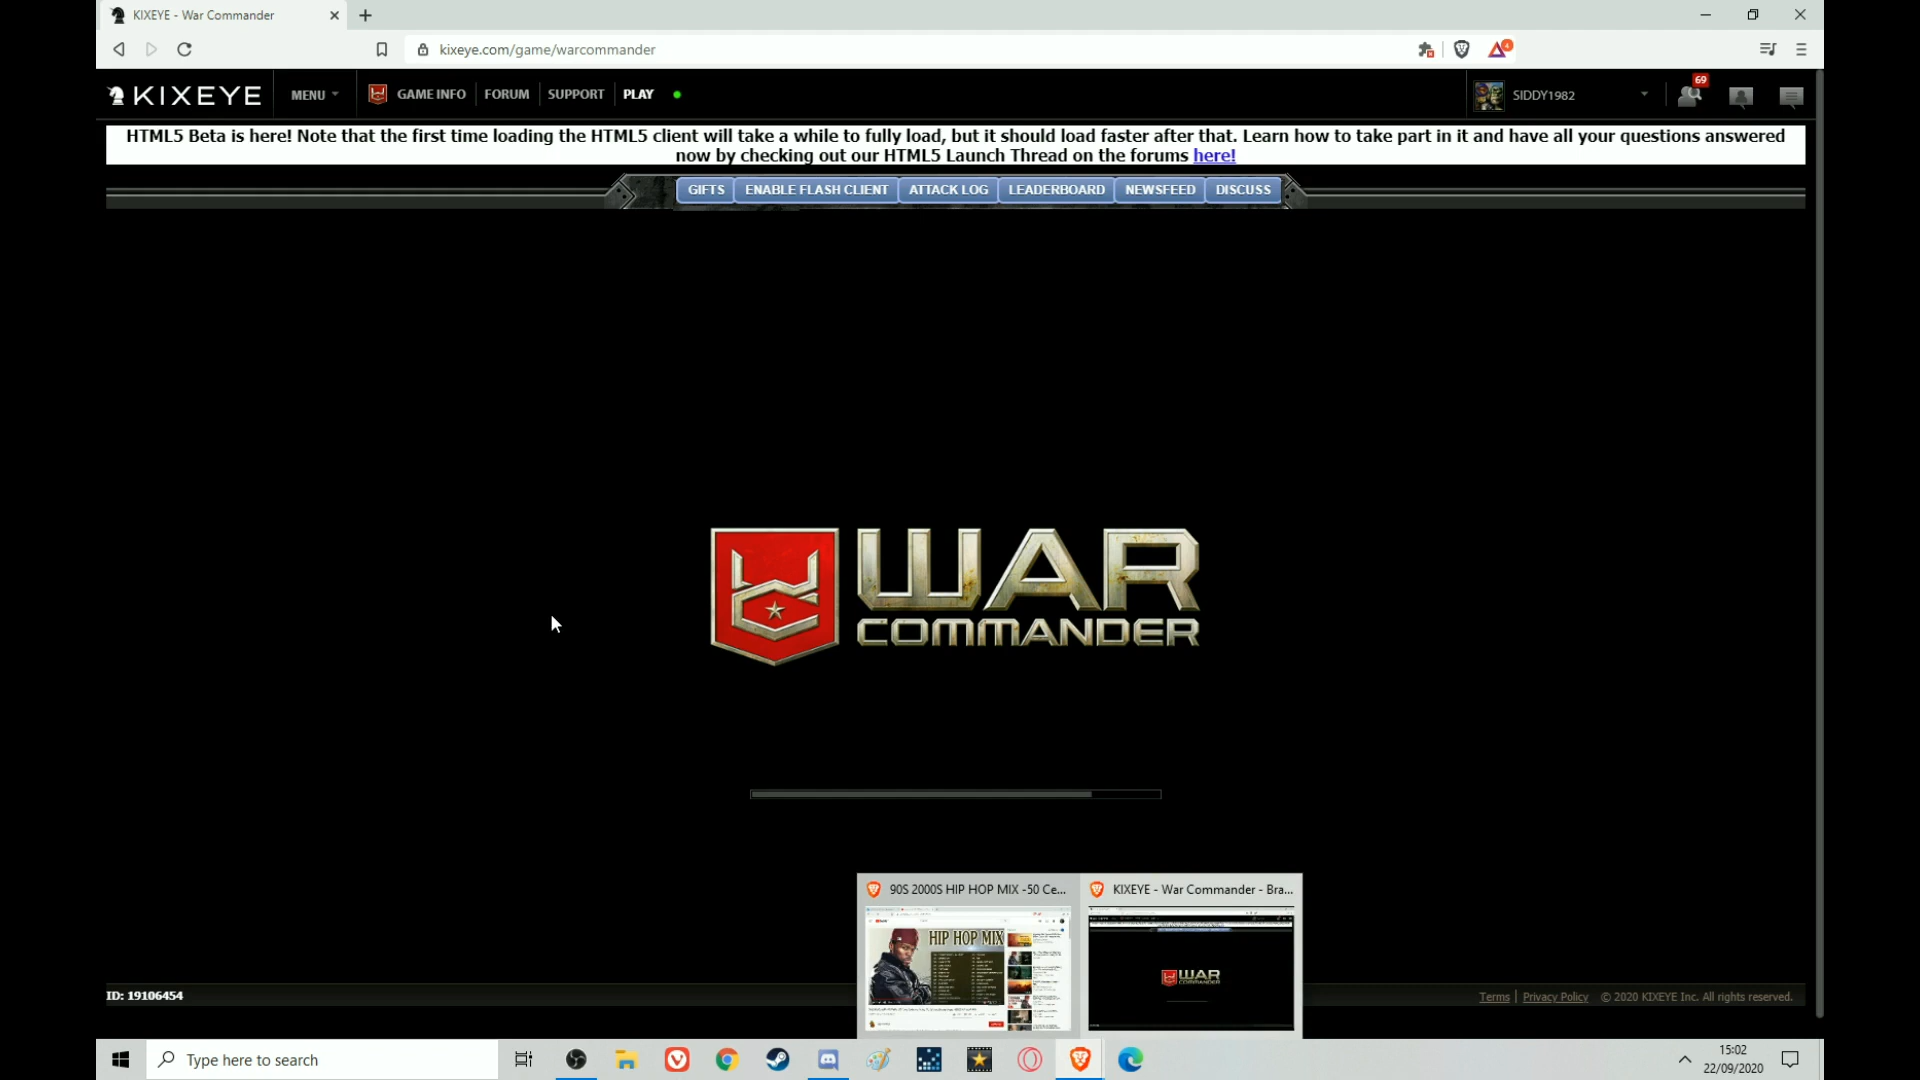 KIXEYE - War Commander
kixeye.com/game/warcommander
4
KIXEYE
MENU
GAME INFO
FORUM
SUPPORT
PLAY
SIDDY1982
69
HTML5 Beta is here! Note that the first time loading the HTML5 client will take a while to fully load, but it should load faster after that. Learn how to take part in it and have all your questions answered
now by checking out our HTML5 Launch Thread on the forums here!
GIFTS
ENABLE FLASH CLIENT
ATTACK LOG
LEADERBOARD
NEWSFEED
DISCUSS
WAR
COMMANDER
90S 2000S HIP HOP MIX -50 Ce...
KIXEYE - War Commander - Bra...
HIP HOP MIX
WAR
COMMANDER
ID: 19106454
Terms | Privacy Policy © 2020 KIXEYE Inc. All rights reserved.
Type here to search
15:02
22/09/2020